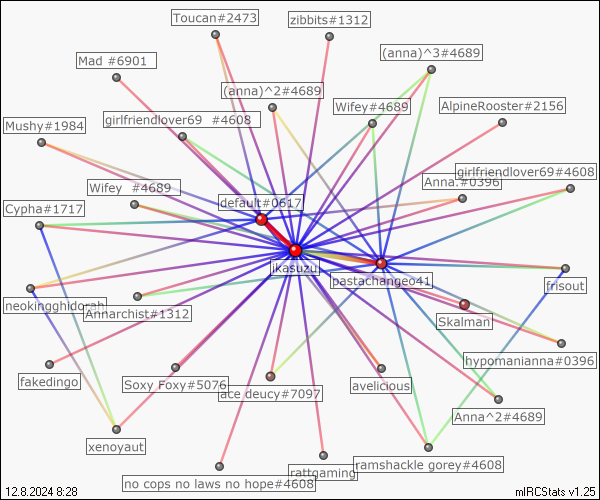 Toucan#2473
zibbits#1312
(anna)^3#4689
Mad #6901
(anna)^2#4689
Wifey#4689
AlpineRooster#2156
Mushy#1984
girlfriendlover69 #4608
girlfriendlover69#4608
Wifey #4689
Anna.#0396
default#0617
Cypha#1717
jkasuzu
pastachangeo41
frisout
neokingghidorah
Annarchist#1312
Skalman
hypomanianna#0396
fakedingo
Soxy Foxy#5076
ace deucy#7097
avelicious
Anna^2#4689
xenoyaut
no cops no laws no hope#4608
rattgaming
ramshackle gorey#4608
12.8.2024 8:28
mIRCStats v1.25